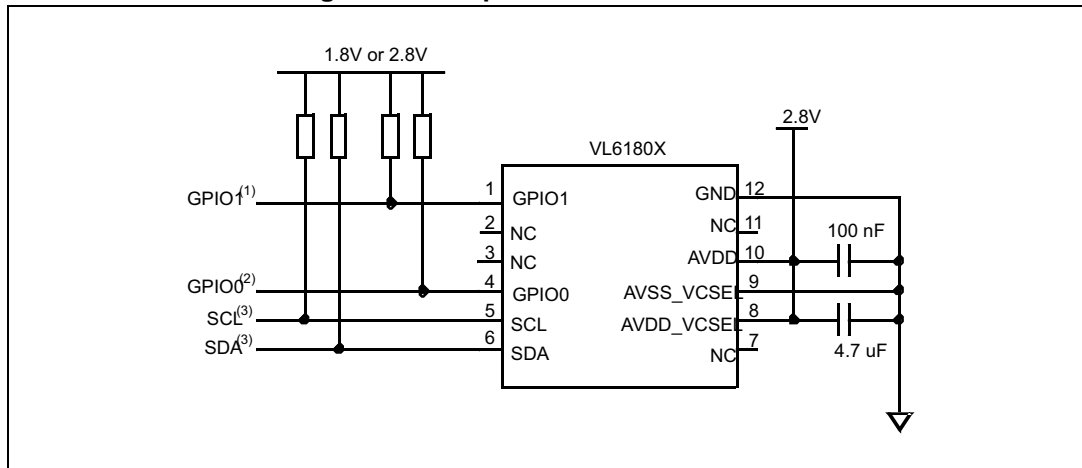 1.8V or 2.8V
2.8V
VL6180X
GPIO1(1)
1
GPIO1
GND
12
2
NC
NC
11
100 nF
3
NC
AVDD
10
GPIO0(2)
4
GPIO0
AVSS_VCSEL
9
SCL(3)
5
SCL
AVDD_VCSEL
8
SDA(3)
6
SDA
NC
7
4.7 uF